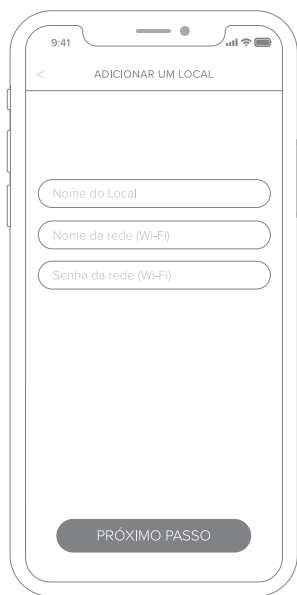 9:41
< ADICIONAR UM LOCAL
Nome do Local
Nome da rede (Wi-Fi)
Senha da rede (Wi-Fi)
PRÓXIMO PASSO